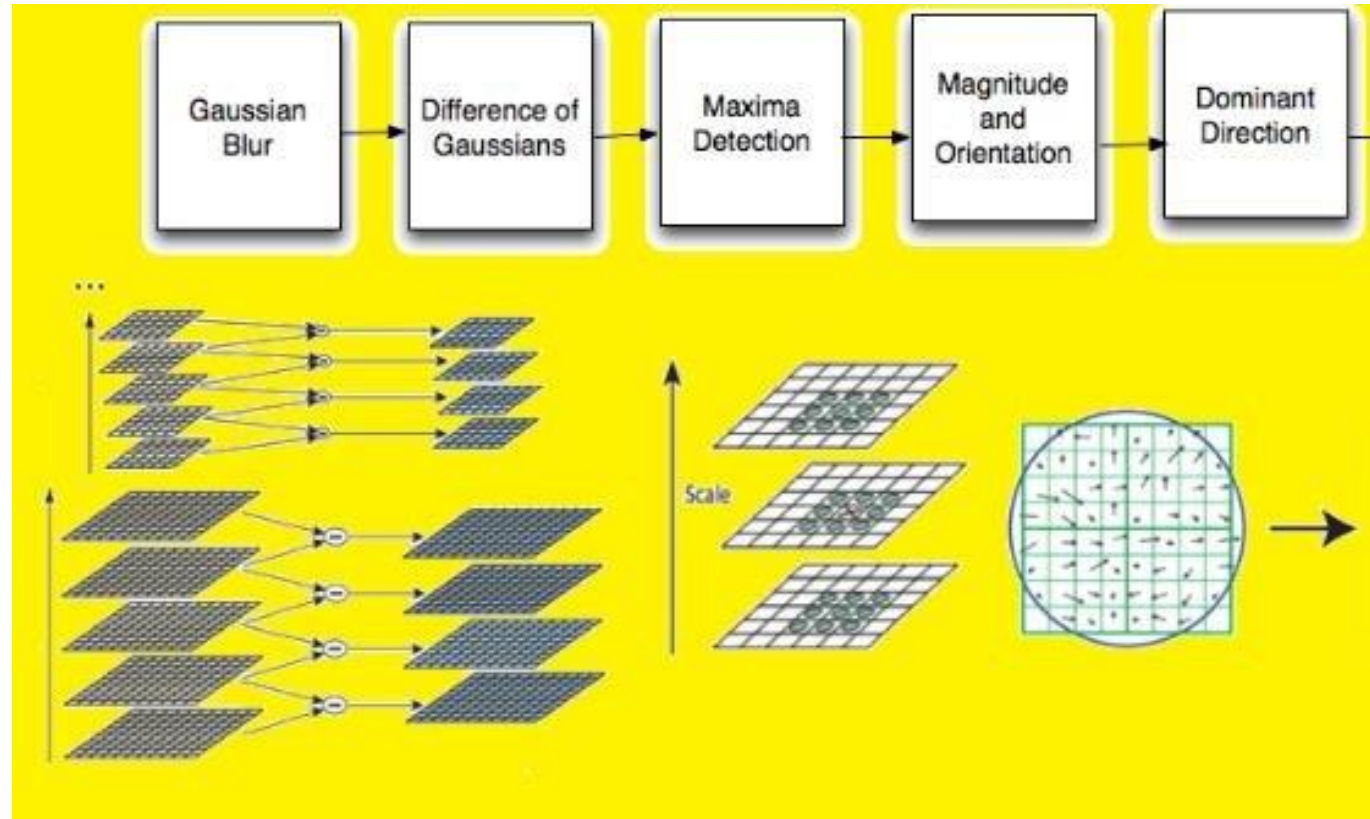 Gaussian
Blur
Difference of
Gaussians
Maxima
Detection
Magnitude
and
Orientation
Dominant
Direction
...
Scale